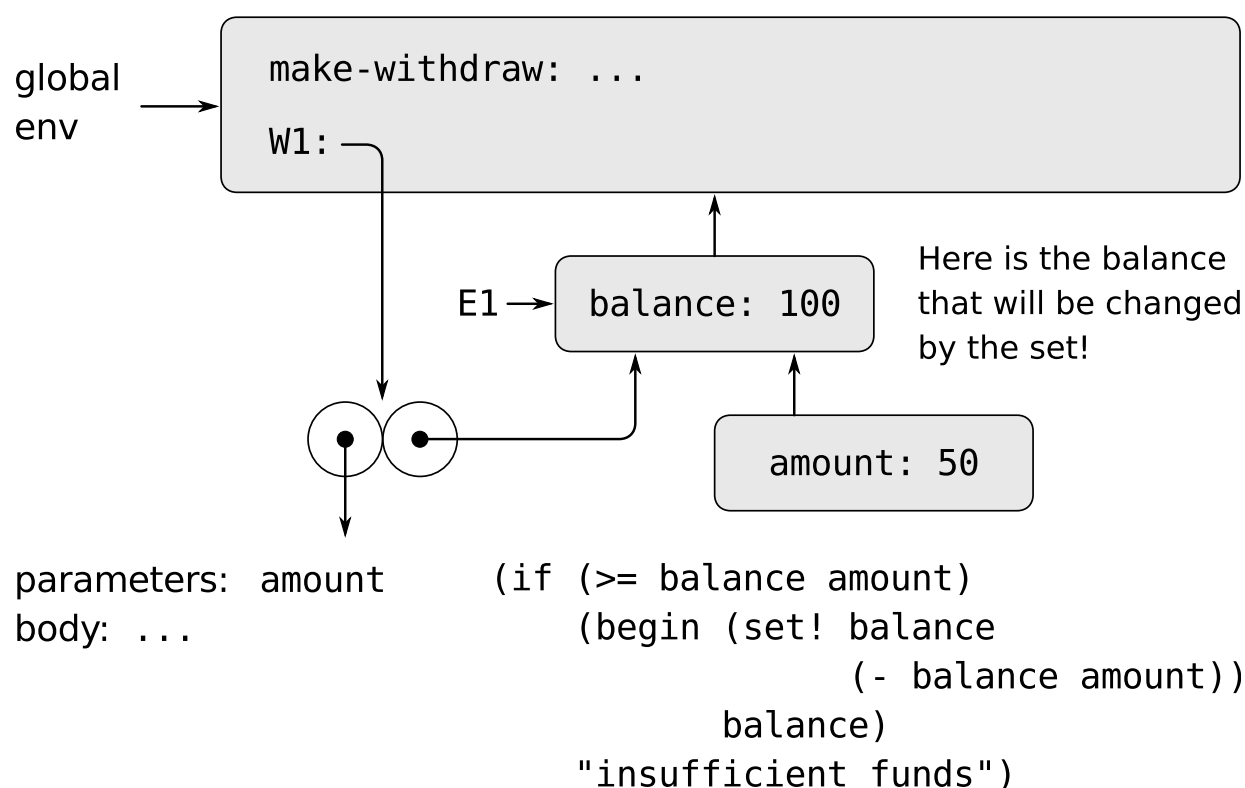 global
env
make-withdraw: ...
W1:
E1
balance: 100
Here is the balance
that will be changed
by the set!
amount: 50
parameters: amount
body: ...
(if (>= balance amount)
(begin (set! balance
(- balance amount))
balance)
"insufficient funds")